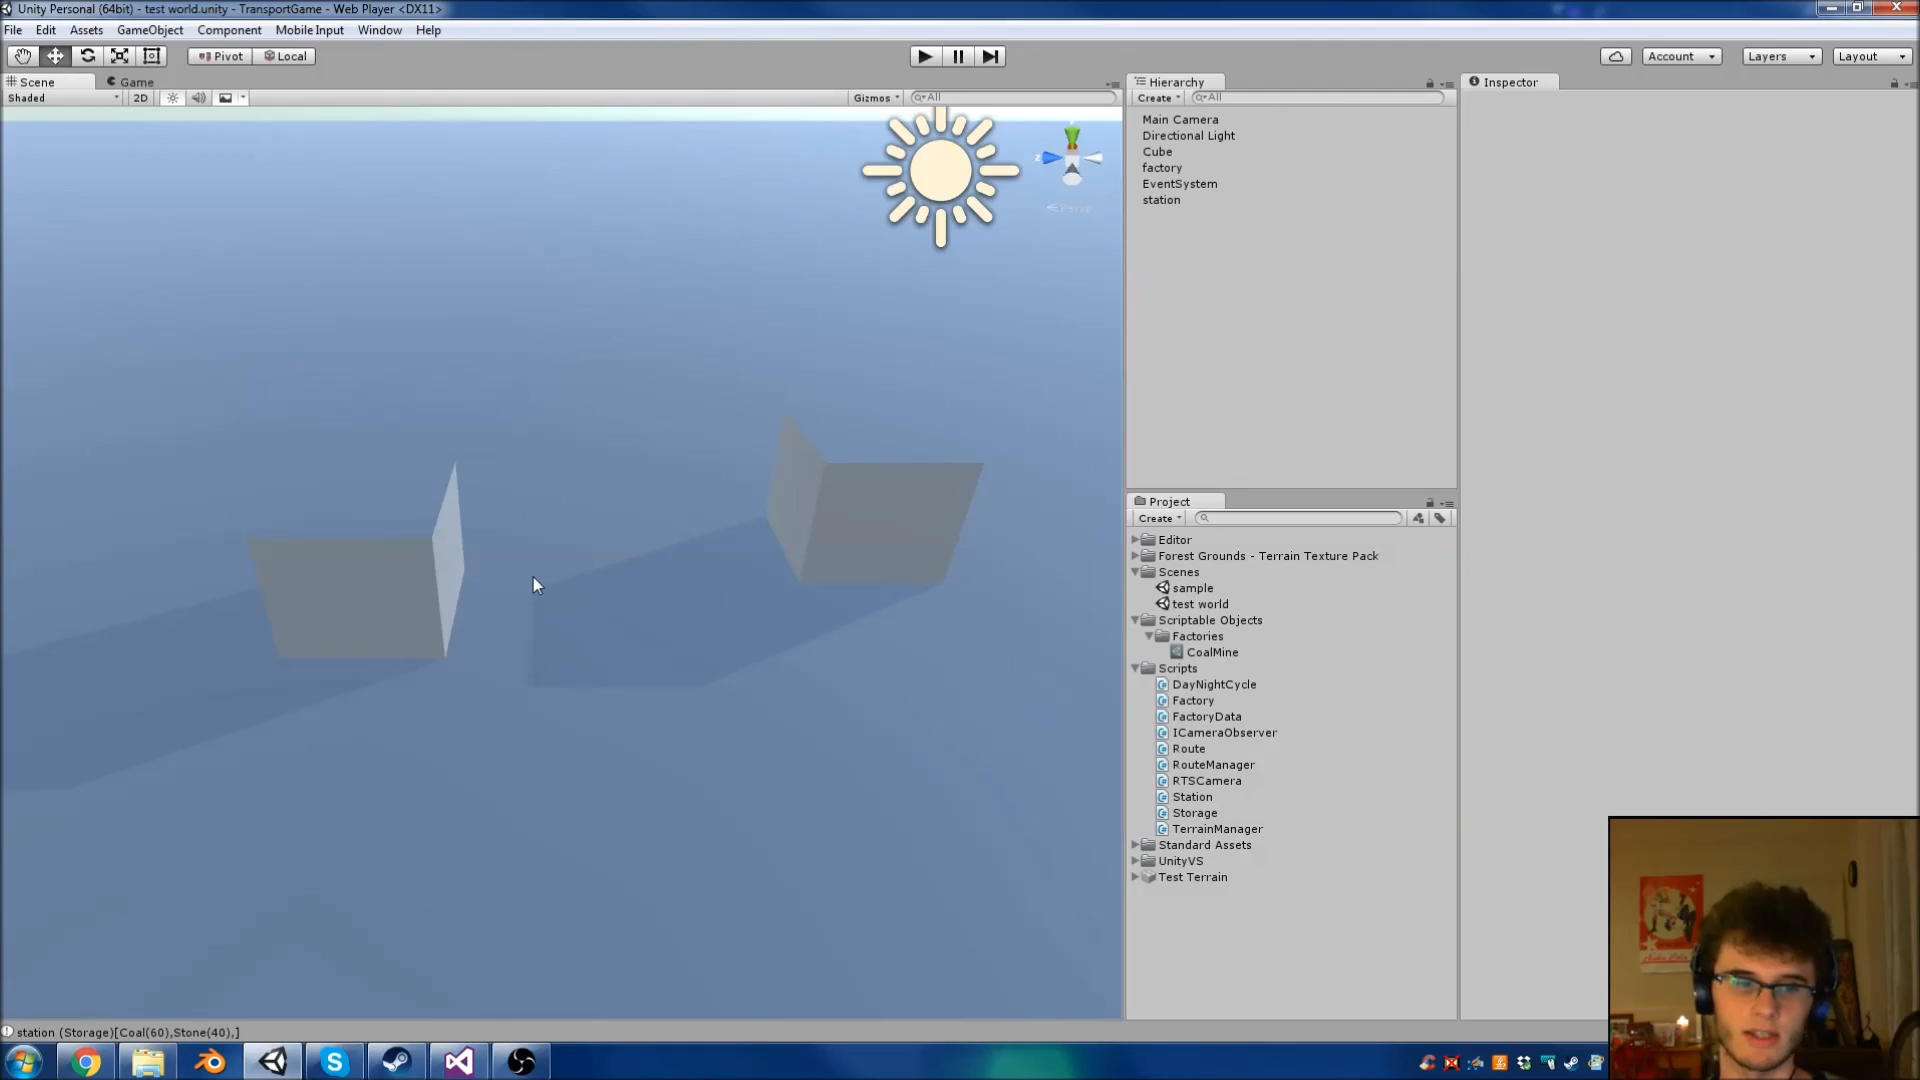 Unity Personal (64bit) - test world.unity - TransportGame - Web Player <DX11>
File Edit Assets GameObject Component Mobile Input Window Help
Pivot Local Account Layers Layout
Scene Game
Shaded 2D Gizmos All
z
Persp
Hierarchy
Create All
Main Camera
Directional Light
Cube
factory
EventSystem
station
Inspector
Project
Create
Editor
Forest Grounds - Terrain Texture Pack
Scenes
sample
test world
Scriptable Objects
Factories
CoalMine
Scripts
DayNightCycle
Factory
FactoryData
ICameraObserver
Route
RouteManager
RTSCamera
Station
Storage
TerrainManager
Standard Assets
UnityVS
Test Terrain
station (Storage)[Coal(60),Stone(40),]